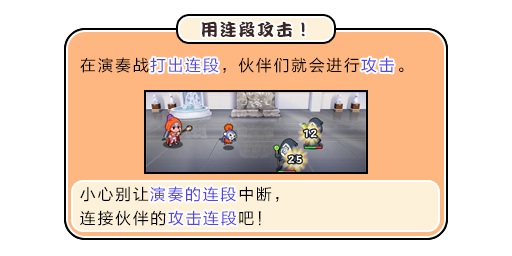 用连段攻击！
在演奏战打出连段，伙伴们就会进行攻击。
12
25
小心别让演奏的连段中断，
连接伙伴的攻击连段吧！